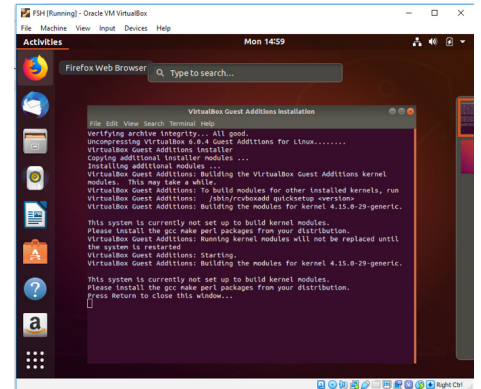 FSH [Running] - Oracle VM VirtualBox
File Machine View Input Devices Help
Activities
Mon 14:59
Firefox Web Browser
Type to search...
VirtualBox Guest Additions installation
File Edit View Search Terminal Help
Verifying archive integrity... All good.
Uncompressing VirtualBox 6.0.4 Guest Additions for Linux........
VirtualBox Guest Additions installer
Copying additional installer modules ...
Installing additional modules ...
VirtualBox Guest Additions: Building the VirtualBox Guest Additions kernel
modules. This may take a while.
VirtualBox Guest Additions: To build modules for other installed kernels, run
VirtualBox Guest Additions: /sbin/rcvboxadd quicksetup <version>
VirtualBox Guest Additions: Building the modules for kernel 4.15.0-29-generic.
This system is currently not set up to build kernel modules.
Please install the gcc make perl packages from your distribution.
VirtualBox Guest Additions: Running kernel modules will not be replaced until
the system is restarted
VirtualBox Guest Additions: Starting.
VirtualBox Guest Additions: Building the modules for kernel 4.15.0-29-generic.
This system is currently not set up to build kernel modules.
Please install the gcc make perl packages from your distribution.
Press Return to close this window...
a
Right Ctrl